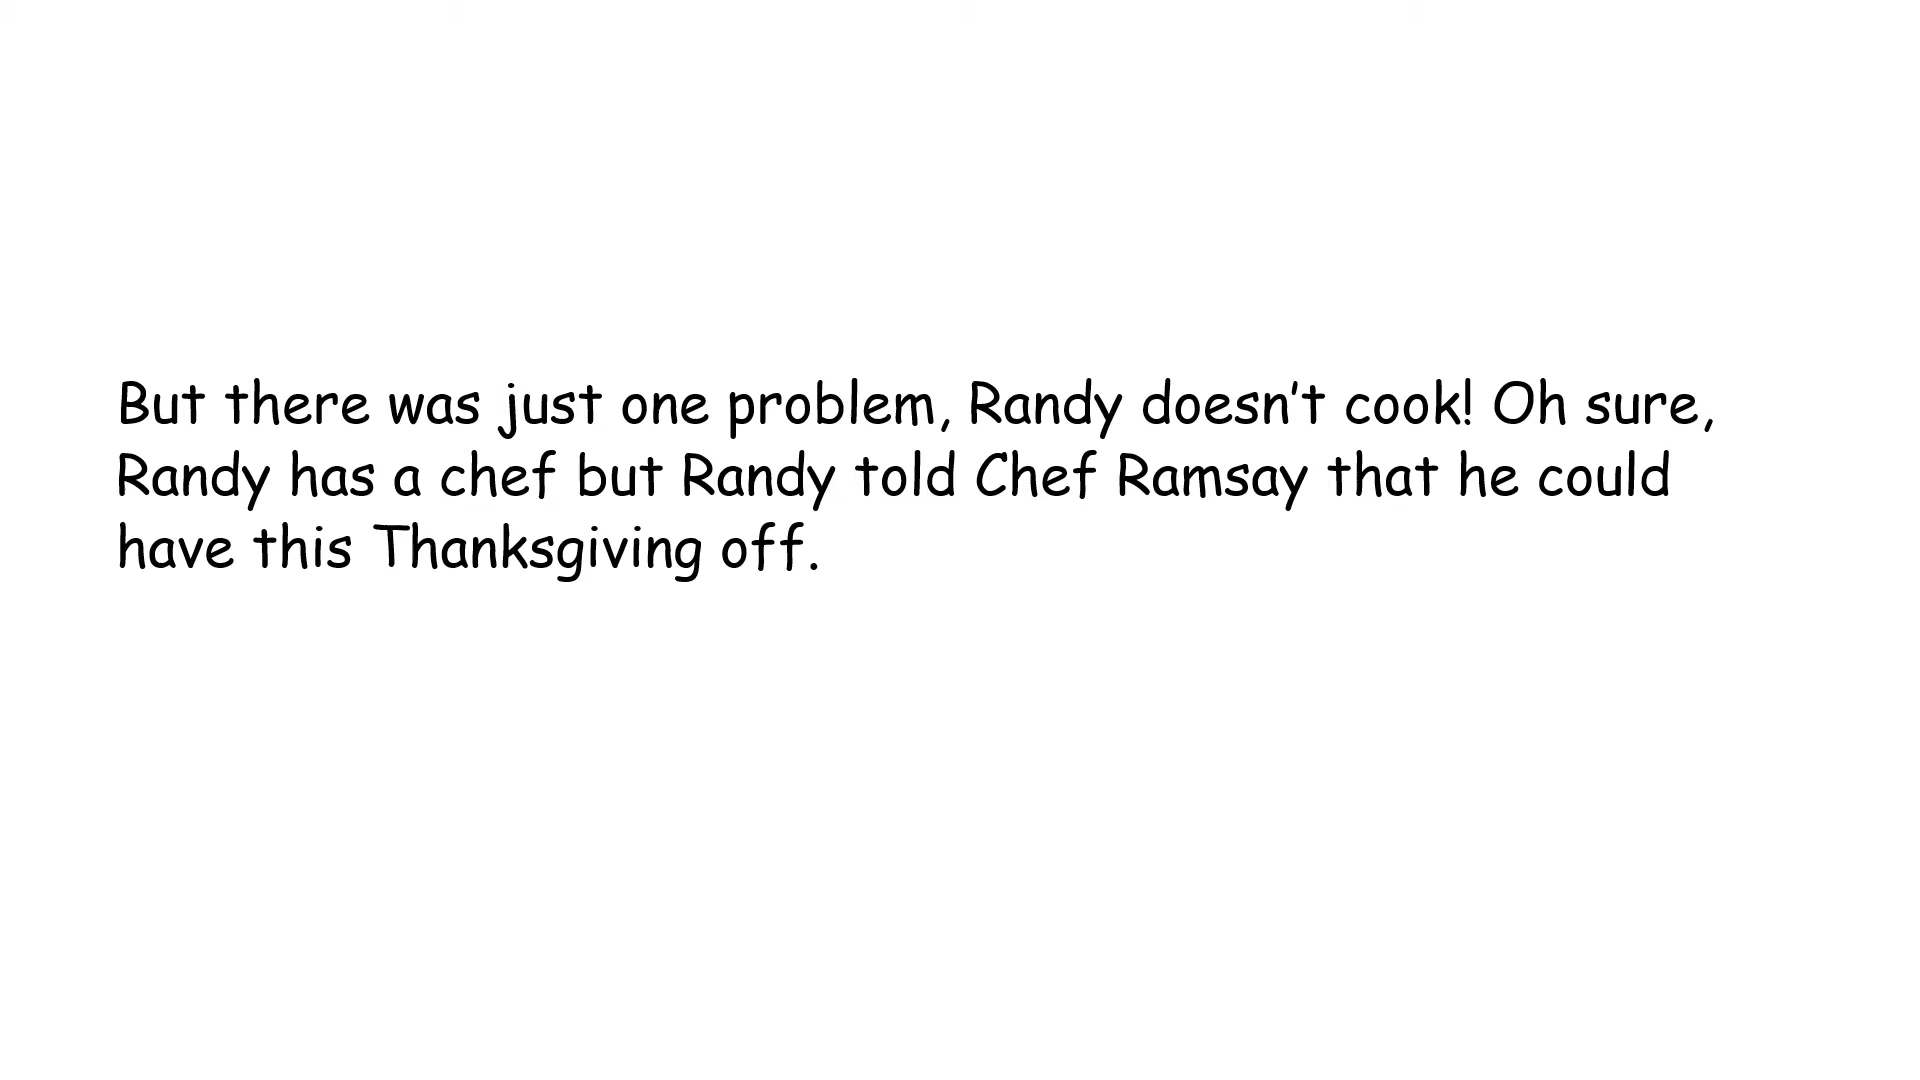 But there was just one problem, Randy doesn’t cook! Oh sure,
Randy has a chef but Randy told Chef Ramsay that he could
have this Thanksgiving off.